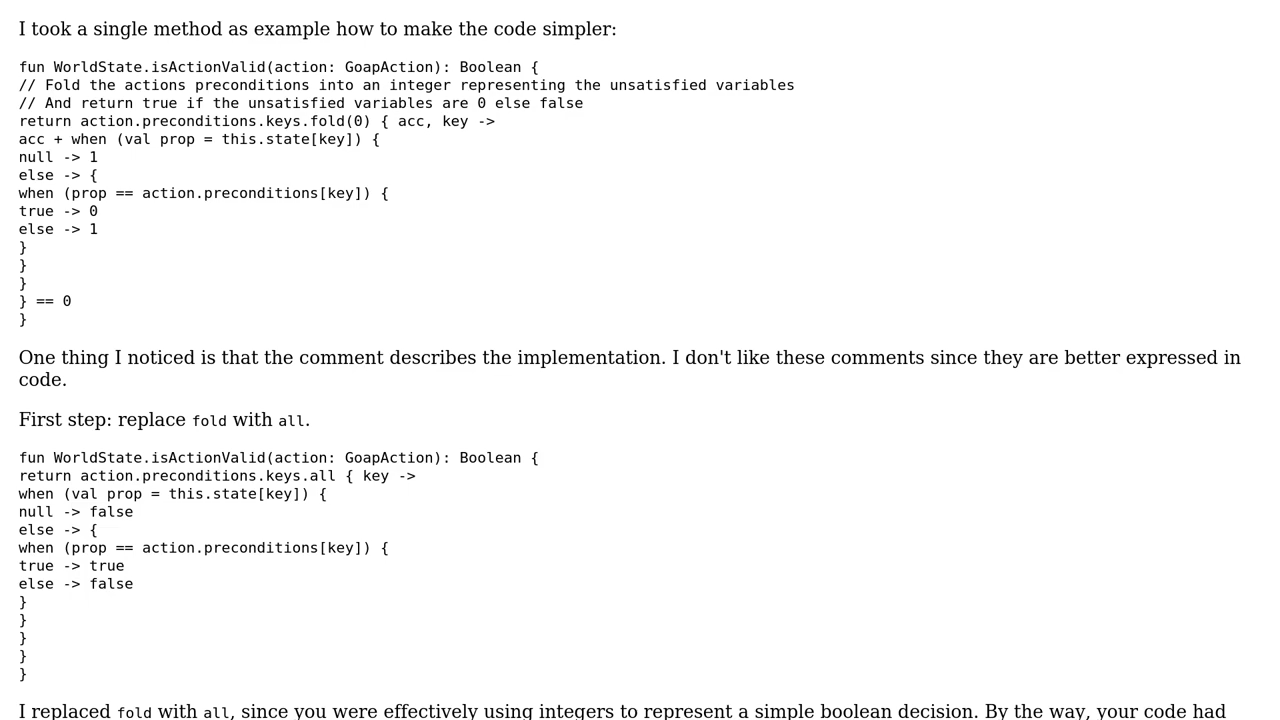 I took a single method as example how to make the code simpler:
fun WorldState.isActionValid(action: GoapAction): Boolean {
// Fold the actions preconditions into an integer representing the unsatisfied variables
// And return true if the unsatisfied variables are 0 else false
return action.preconditions.keys.fold(0) { acc, key ->
acc + when (val prop = this.state[key]) {
null -> 1
else -> {
when (prop == action.preconditions[key]) {
true -> 0
else -> 1
}
}
}
} == 0
}
One thing I noticed is that the comment describes the implementation. I don't like these comments since they are better expressed in
code.
First step: replace fold with all.
fun WorldState.isActionValid(action: GoapAction): Boolean {
return action.preconditions.keys.all { key ->
when (val prop = this.state[key]) {
null -> false
else -> {
when (prop == action.preconditions[key]) {
true -> true
else -> false
}
}
}
}
}
I replaced fold with all, since you were effectively using integers to represent a simple boolean decision. By the way, your code had